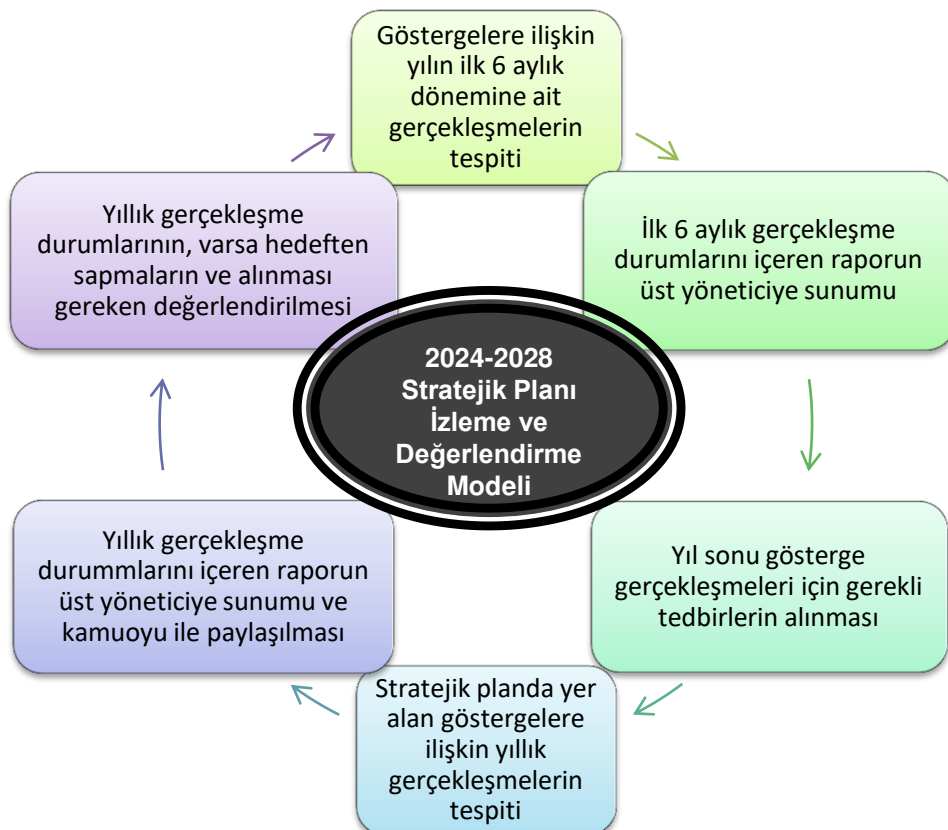 Göstergelere ilişkin
yılın ilk 6 aylık
dönemine ait
gerçekleşmelerin
tespiti
İlk 6 aylık gerçekleşme
durumlarını içeren raporun
üst yöneticiye sunumu
Yıl sonu gösterge
gerçekleşmeleri için gerekli
tedbirlerin alınması
Stratejik planda yer
alan göstergelere
ilişkin yıllık
gerçekleşmelerin
tespiti
Yıllık gerçekleşme
durummlarını içeren raporun
üst yöneticiye sunumu ve
kamuoyu ile paylaşılması
Yıllık gerçekleşme
durumlarının, varsa hedeften
sapmaların ve alınması
gereken değerlendirilmesi
2024-2028
Stratejik Planı
İzleme ve
Değerlendirme
Modeli